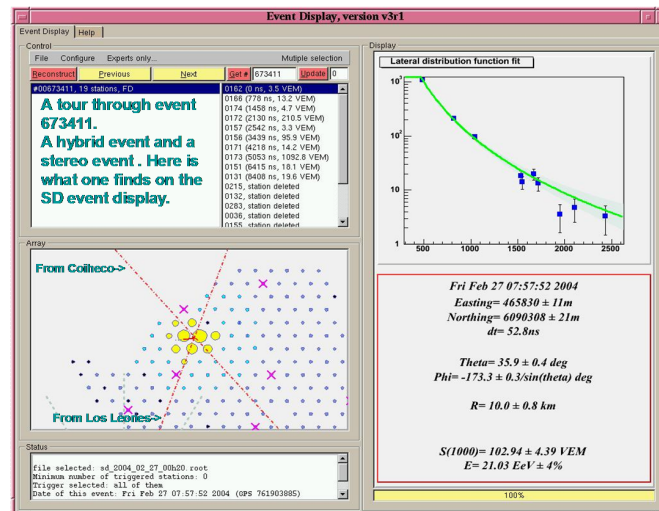 Event Display, version v3r1
Event Display Help
Control
File Configure Experts only... Mutiple selection
Reconstruct Previous Next Get # 673411 Update 0
#00673411, 19 stations, FD
A tour through event
673411.
A hybrid event and a
stereo event . Here is
what one finds on the
SD event display.
0162 (0 ns, 3.5 VEM)
0166 (778 ns, 13.2 VEM)
0174 (1458 ns, 4.7 VEM)
0172 (2130 ns, 210.5 VEM)
0157 (2542 ns, 3.3 VEM)
0156 (3439 ns, 95.9 VEM)
0171 (4218 ns, 14.2 VEM)
0173 (5053 ns, 1092.8 VEM)
0151 (6415 ns, 18.1 VEM)
0131 (8408 ns, 19.6 VEM)
0215, station deleted
0132, station deleted
0283, station deleted
0036, station deleted
0155, station deleted
Array
From Coiheco->
From Los Leones->
Status
file selected: sd_2004_02_27_00h20.root
Minimum number of triggered stations: 0
Trigger selected: all of them
Date of this event: Fri Feb 27 07:57:52 2004 (GPS 761903885)
Display
Lateral distribution function fit
10³
10²
10
1
500 1000 1500 2000 2500
Fri Feb 27 07:57:52 2004
Easting= 465830 ± 11m
Northing= 6090308 ± 21m
dt= 52.8ns
Theta= 35.9 ± 0.4 deg
Phi= -173.3 ± 0.3/sin(theta) deg
R= 10.0 ± 0.8 km
S(1000)= 102.94 ± 4.39 VEM
E= 21.03 EeV ± 4%
100%